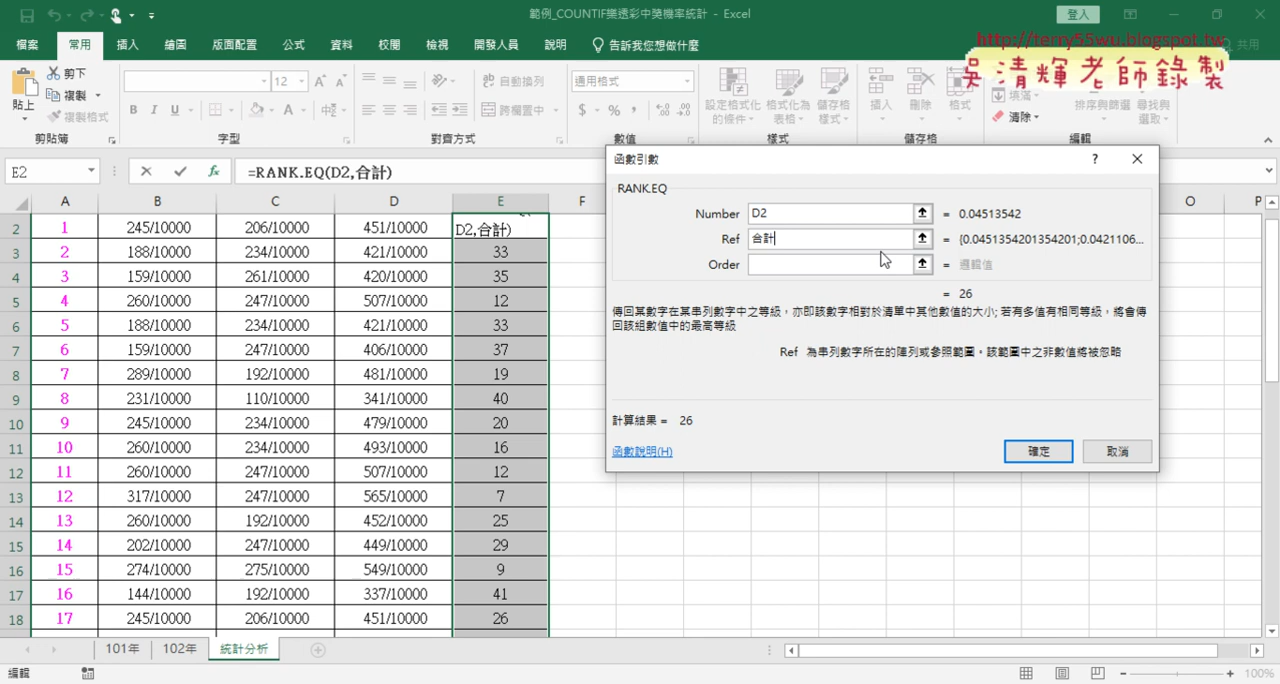 範例_COUNTIF樂透彩中獎機率統計 - Excel
登入
http://terry55wu.blogspot.tw
吳清輝老師錄製
檔案 常用 插入 繪圖 版面配置 公式 資料 校閱 檢視 開發人員 說明 告訴我您想做什麼 共用
貼上 剪下 複製 複製格式
12 A A
B I U A 中
自動換列
跨欄置中
通用格式
$ % ,
設定格式化的條件 格式化為表格 儲存格樣式
插入 刪除 格式
填滿 清除
排序與篩選 尋找與選取
剪貼簿 字型 對齊方式 數值 樣式 儲存格 編輯
E2 fx =RANK.EQ(D2,合計)
A B C D E F O P
2 1 245/10000 206/10000 451/10000 D2,合計)
3 2 188/10000 234/10000 421/10000 33
4 3 159/10000 261/10000 420/10000 35
5 4 260/10000 247/10000 507/10000 12
6 5 188/10000 234/10000 421/10000 33
7 6 159/10000 247/10000 406/10000 37
8 7 289/10000 192/10000 481/10000 19
9 8 231/10000 110/10000 341/10000 40
10 9 245/10000 234/10000 479/10000 20
11 10 260/10000 234/10000 493/10000 16
12 11 260/10000 247/10000 507/10000 12
13 12 317/10000 247/10000 565/10000 7
14 13 260/10000 192/10000 452/10000 25
15 14 202/10000 247/10000 449/10000 29
16 15 274/10000 275/10000 549/10000 9
17 16 144/10000 192/10000 337/10000 41
18 17 245/10000 206/10000 451/10000 26
函數引數 ?
RANK.EQ
Number D2 = 0.04513542
Ref 合計 = {0.0451354201354201;0.0421106...
Order = 邏輯值
= 26
傳回某數字在某串列數字中之等級，亦即該數字相對於清單中其他數值的大小; 若有多值有相同等級，將會傳
回該組數值中的最高等級
Ref 為串列數字所在的陣列或參照範圍，該範圍中之非數值將被忽略
計算結果 = 26
函數說明(H)
確定 取消
101年 102年 統計分析
編輯
100%